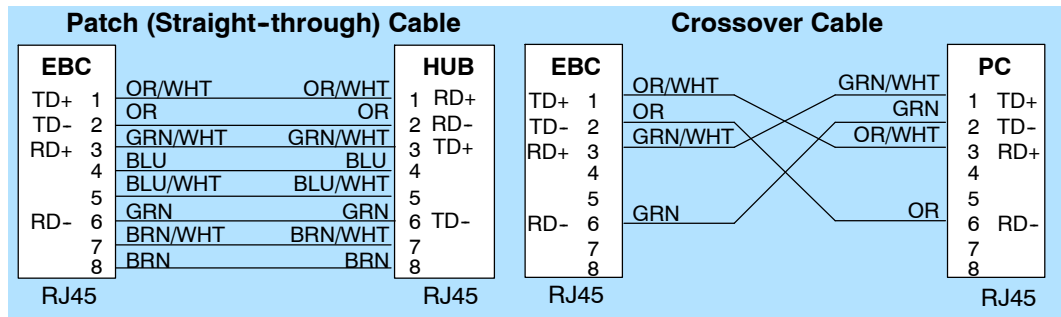 Patch (Straight-through) Cable
EBC HUB
OR/WHT OR/WHT
TD+ 1 1 RD+
OR OR
TD- 2 2 RD-
GRN/WHT GRN/WHT
RD+ 3 3 TD+
BLU BLU
4 4
BLU/WHT BLU/WHT
5 5
GRN GRN
RD- 6 6 TD-
BRN/WHT BRN/WHT
7 7
BRN BRN
8 8
RJ45 RJ45
Crossover Cable
EBC PC
OR/WHT GRN/WHT
TD+ 1 1 TD+
OR GRN
TD- 2 2 TD-
GRN/WHT OR/WHT
RD+ 3 3 RD+
4 4
5 5
GRN OR
RD- 6 6 RD-
7 7
8 8
RJ45 RJ45